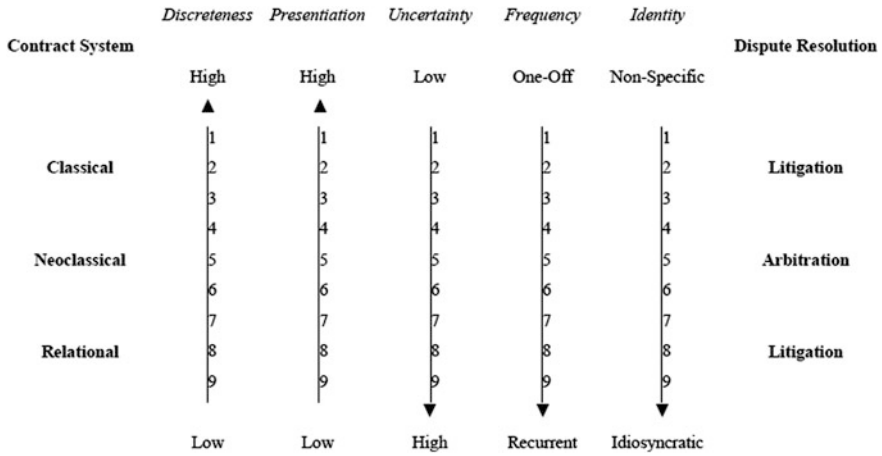 Discreteness Presentiation Uncertainty Frequency Identity
Contract System Dispute Resolution
High High Low One-Off Non-Specific
1 1 1 1 1
Classical 2 2 2 2 2 Litigation
3 3 3 3 3
4 4 4 4 4
Neoclassical 5 5 5 5 5 Arbitration
6 6 6 6 6
7 7 7 7 7
Relational 8 8 8 8 8 Litigation
9 9 9 9 9
Low Low High Recurrent Idiosyncratic